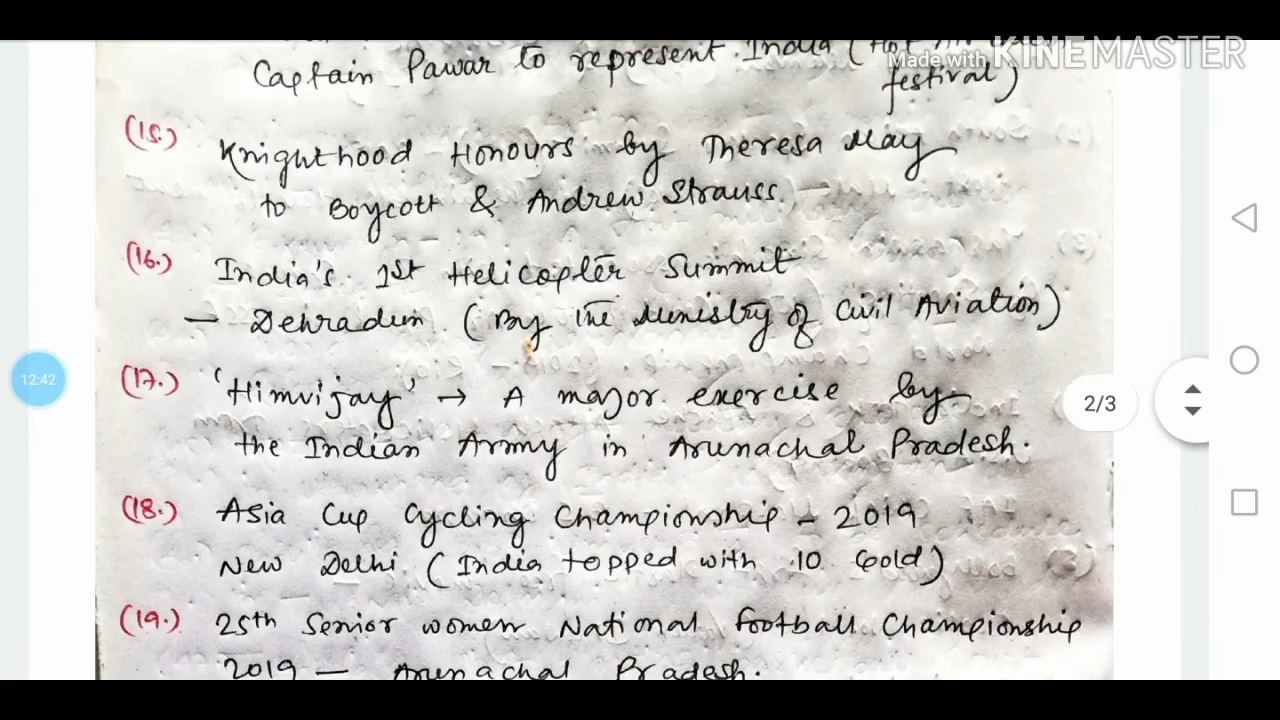 Captain Pawar to represent India (
Made with KINEMASTER
festival)
(15.) Knighthood Honours by Theresa May
to Boycott & Andrew Strauss.
(16.) India's 1st Helicopter Summit
— Dehradun (By the Ministry of Civil Aviation)
12:42
(17.) 'Himvijay' → A major exercise by
2/3
the Indian Army in Arunachal Pradesh.
(18.) Asia Cup Cycling Championship - 2019
New Delhi (India topped with 10 Gold)
(19.) 25th Senior women National Football Championship
2019 — Arunachal Pradesh.